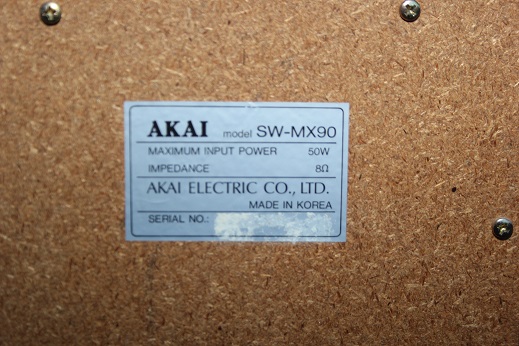 AKAI model SW-MX90
MAXIMUM INPUT POWER 50W
IMPEDANCE 8Ω
AKAI ELECTRIC CO., LTD.
MADE IN KOREA
SERIAL NO.: